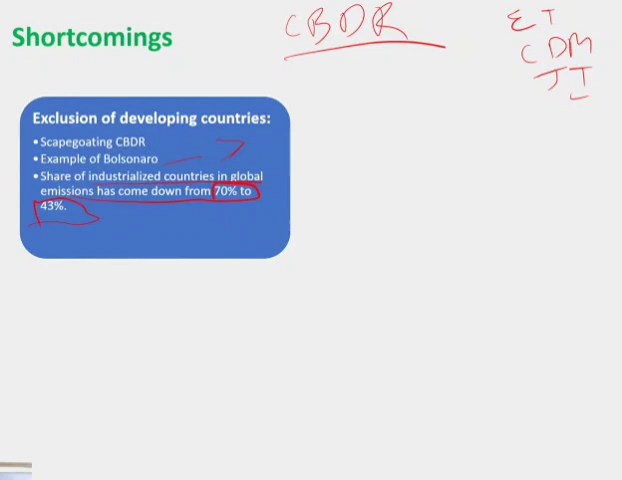 CBDR
ET
CDM
JI
Shortcomings
Exclusion of developing countries:
• Scapegoating CBDR
• Example of Bolsonaro
• Share of industrialized countries in global
emissions has come down from 70% to
43%.